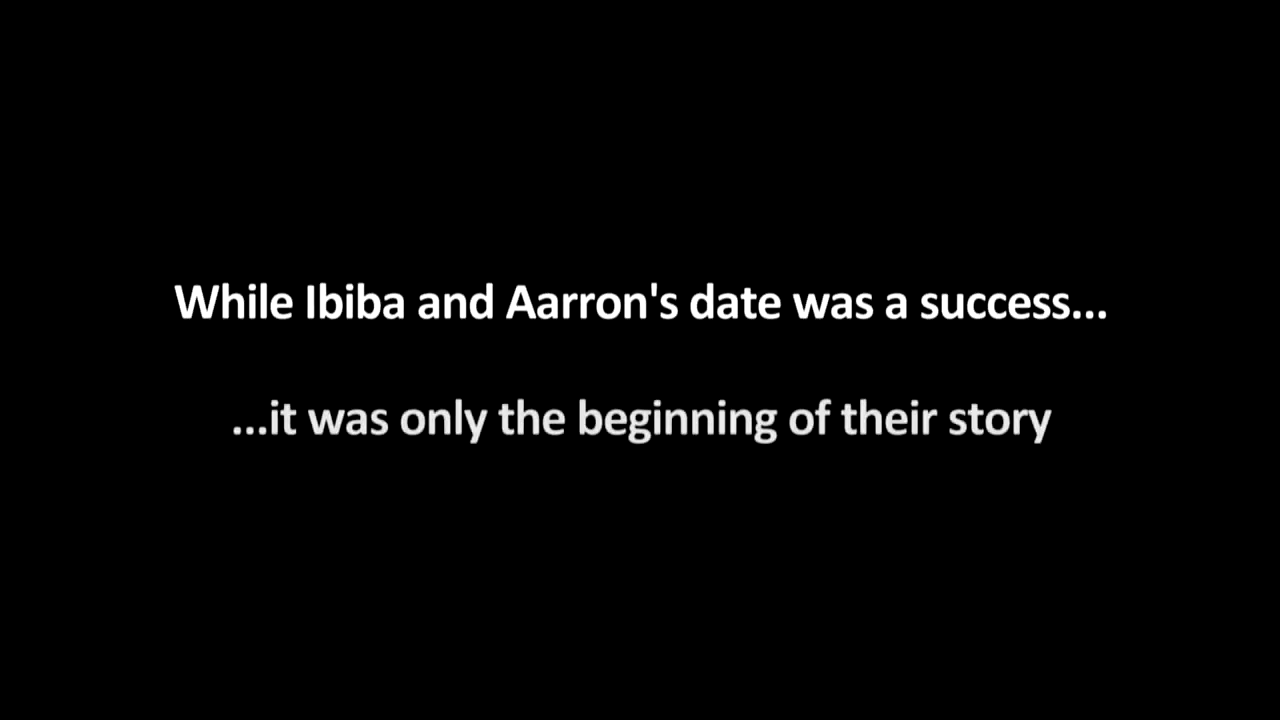 While Ibiba and Aarron's date was a success...
...it was only the beginning of their story